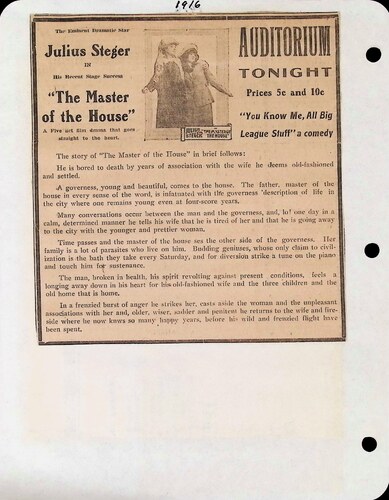 1916
The Eminent Dramatic Star
Julius Steger
IN
His Recent Stage Success
"The Master
of the House"
A Five act film drama that goes
straight to the heart.
JULIUS STEGER "THE MASTER OF THE HOUSE"
AUDITORIUM
TONIGHT
Prices 5c and 10c
"You Know Me, All Big
League Stuff" a comedy
The story of "The Master of the House" in brief follows:
He is bored to death by years of association with the wife he deems old-fashioned
and settled.
A governess, young and beautiful, comes to the house. The father, master of the
house in every sense of the word, is infatuated with the governess description of life in
the city where one remains young even at four-score years.
Many conversations occur between the man and the governess, and, lo! one day in a
calm, determined manner he tells his wife that he is tired of her and that he is going away
to the city with the younger and prettier woman.
Time passes and the master of the house sees the other side of the governess. Her
family is a lot of parasites who live on him. Budding geniuses, whose only claim to civil-
ization is the bath they take every Saturday, and for diversion strike a tune on the piano
and touch him for sustenance.
The man, broken in health, his spirit revolting against present conditions, feels a
longing away down in his heart for his old-fashioned wife and the three children and the
old home that is home.
In a frenzied burst of anger he strikes her, casts aside the woman and the unpleasant
associations with her and, older, wiser, sadder and penitent he returns to the wife and fire-
side where he now knows so many happy years, before his wild and frenzied flight have
been spent.